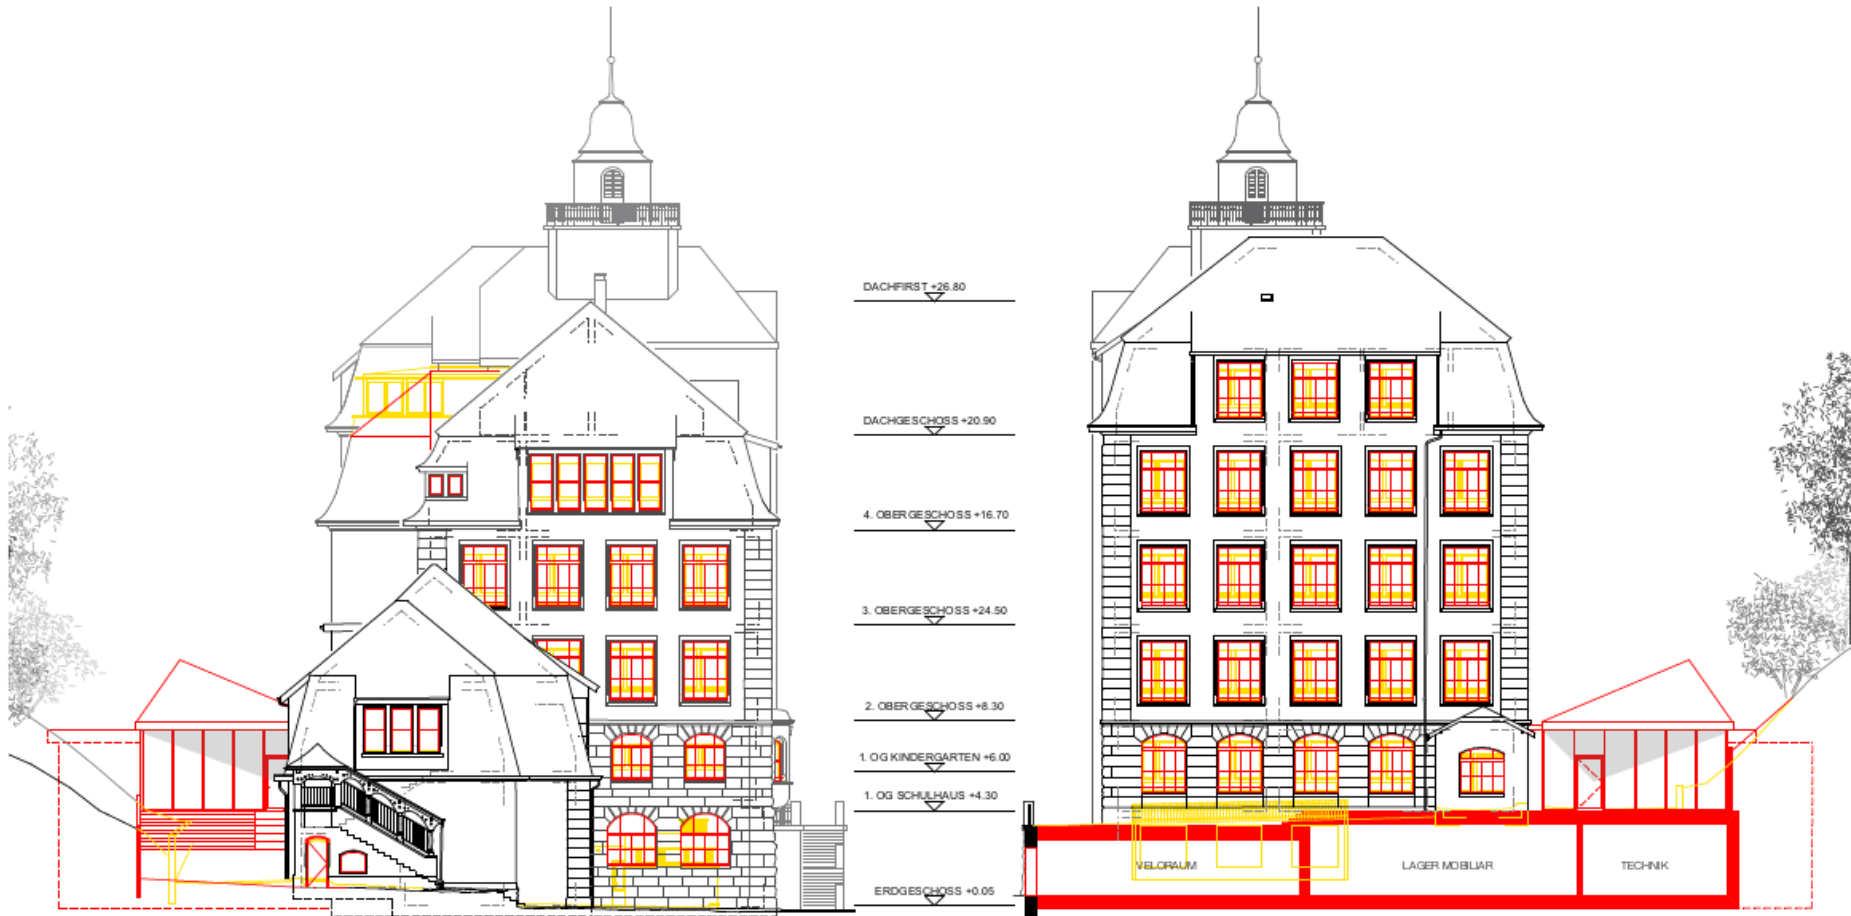 DACHFIRST +26.80
DACHGESCHOSS +20.90
4. OBERGESCHOSS +16.70
3. OBERGESCHOSS +24.50
2. OBERGESCHOSS +8.30
1. OG KINDERGARTEN +6.00
1. OG SCHULHAUS +4.30
VELORAUM
LAGER MOBILIAR
TECHNIK
ERDGESCHOSS +0.05